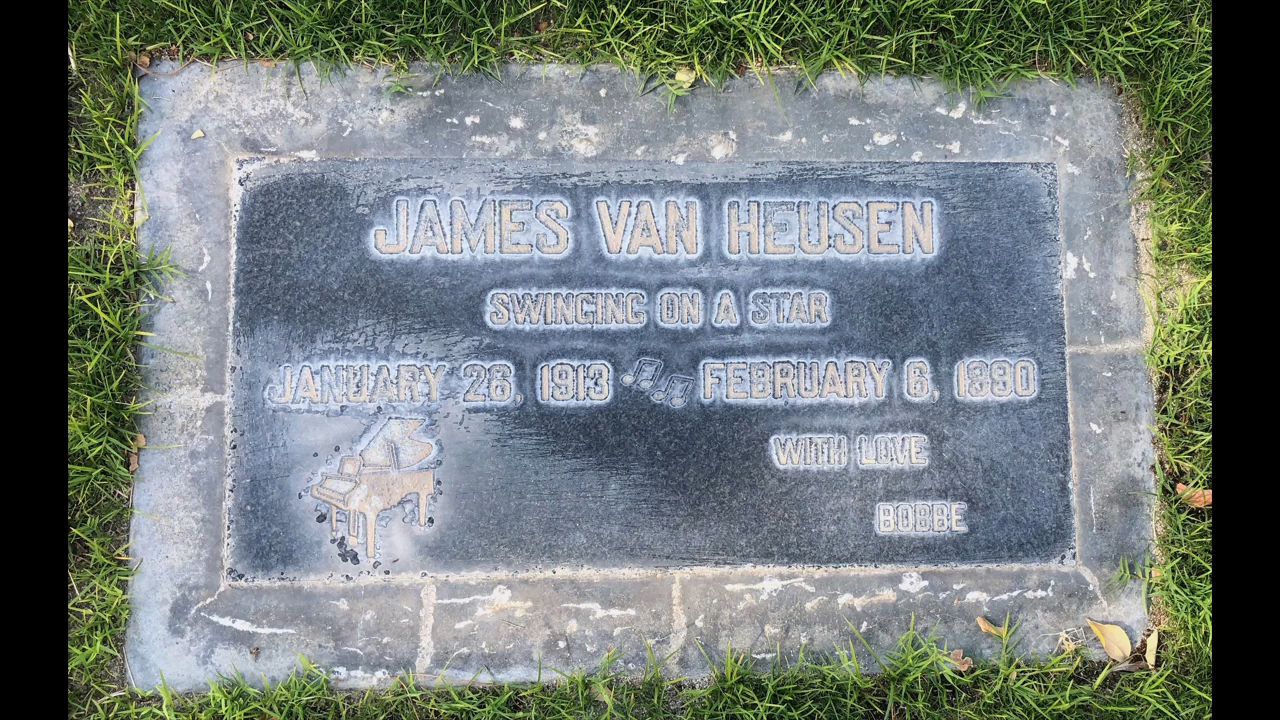 JAMES VAN HEUSEN
SWINGING ON A STAR
JANUARY 26, 1913 FEBRUARY 6, 1990
WITH LOVE
BOBBE